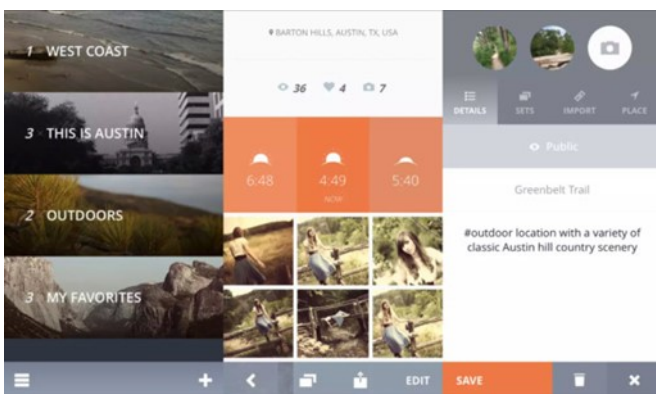 1 WEST COAST
3 THIS IS AUSTIN
2 OUTDOORS
3 MY FAVORITES
BARTON HILLS, AUSTIN, TX, USA
36 4 7
6:48 4:49 5:40
NOW
EDIT
DETAILS SETS IMPORT PLACE
Public
Greenbelt Trail
#outdoor location with a variety of
classic Austin hill country scenery
SAVE